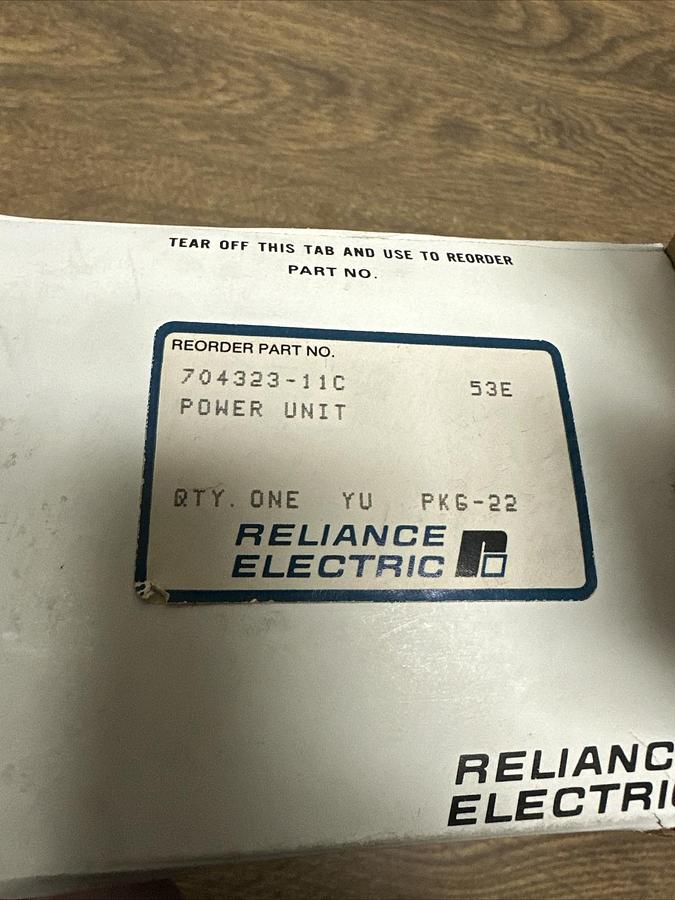 TEAR OFF THIS TAB AND USE TO REORDER
PART NO.
REORDER PART NO.
704323-11C 53E
POWER UNIT
QTY. ONE YU PKG-22
RELIANCE
ELECTRIC
RELIANC
ELECTRI